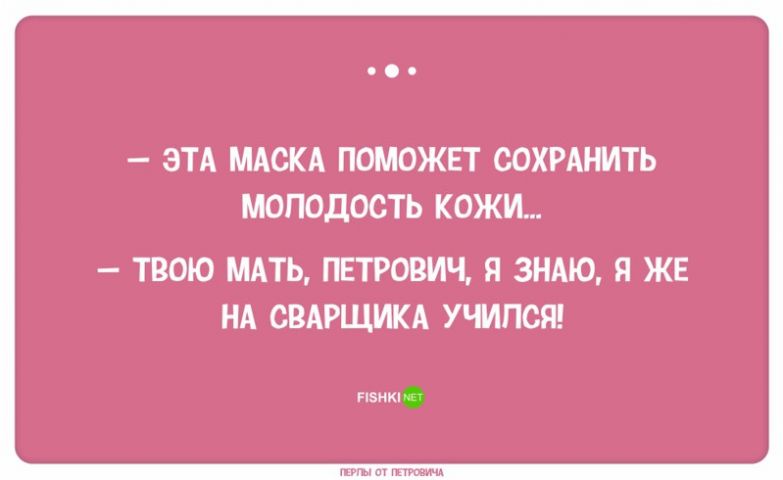 – ЭТА МАСКА ПОМОЖЕТ СОХРАНИТЬ
МОЛОДОСТЬ КОЖИ...
– ТВОЮ МАТЬ, ПЕТРОВИЧ, Я ЗНАЮ, Я ЖЕ
НА СВАРЩИКА УЧИЛСЯ!
FISHKI NET
ПЕРЛЫ ОТ ПЕТРОВИЧА